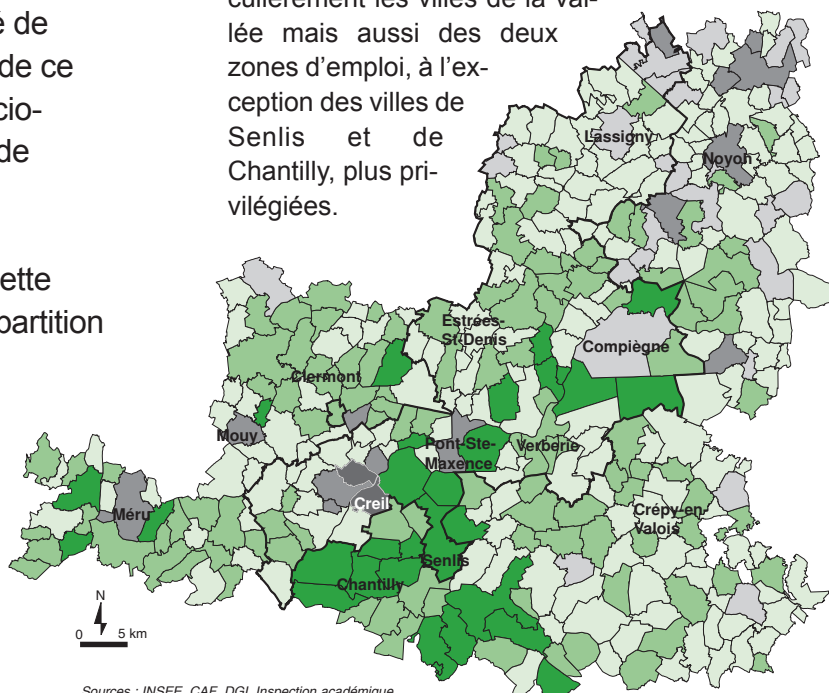 é de
de ce
cio-
de
ette
partition
culièrement les villes de la val-
lée mais aussi des deux
zones d'emploi, à l'ex-
ception des villes de
Senlis et de
Chantilly, plus pri-
vilégiées.
Lassigny
Noyon
Estrées-
St-Denis
Compiègne
Clermont
Mouy
Pont-Ste-
Maxence
Verberie
Creil
Crépy-en-
Valois
Méru
Senlis
Chantilly
N
0 5 km
Sources : INSEE, CAF, DGI, Inspection académique